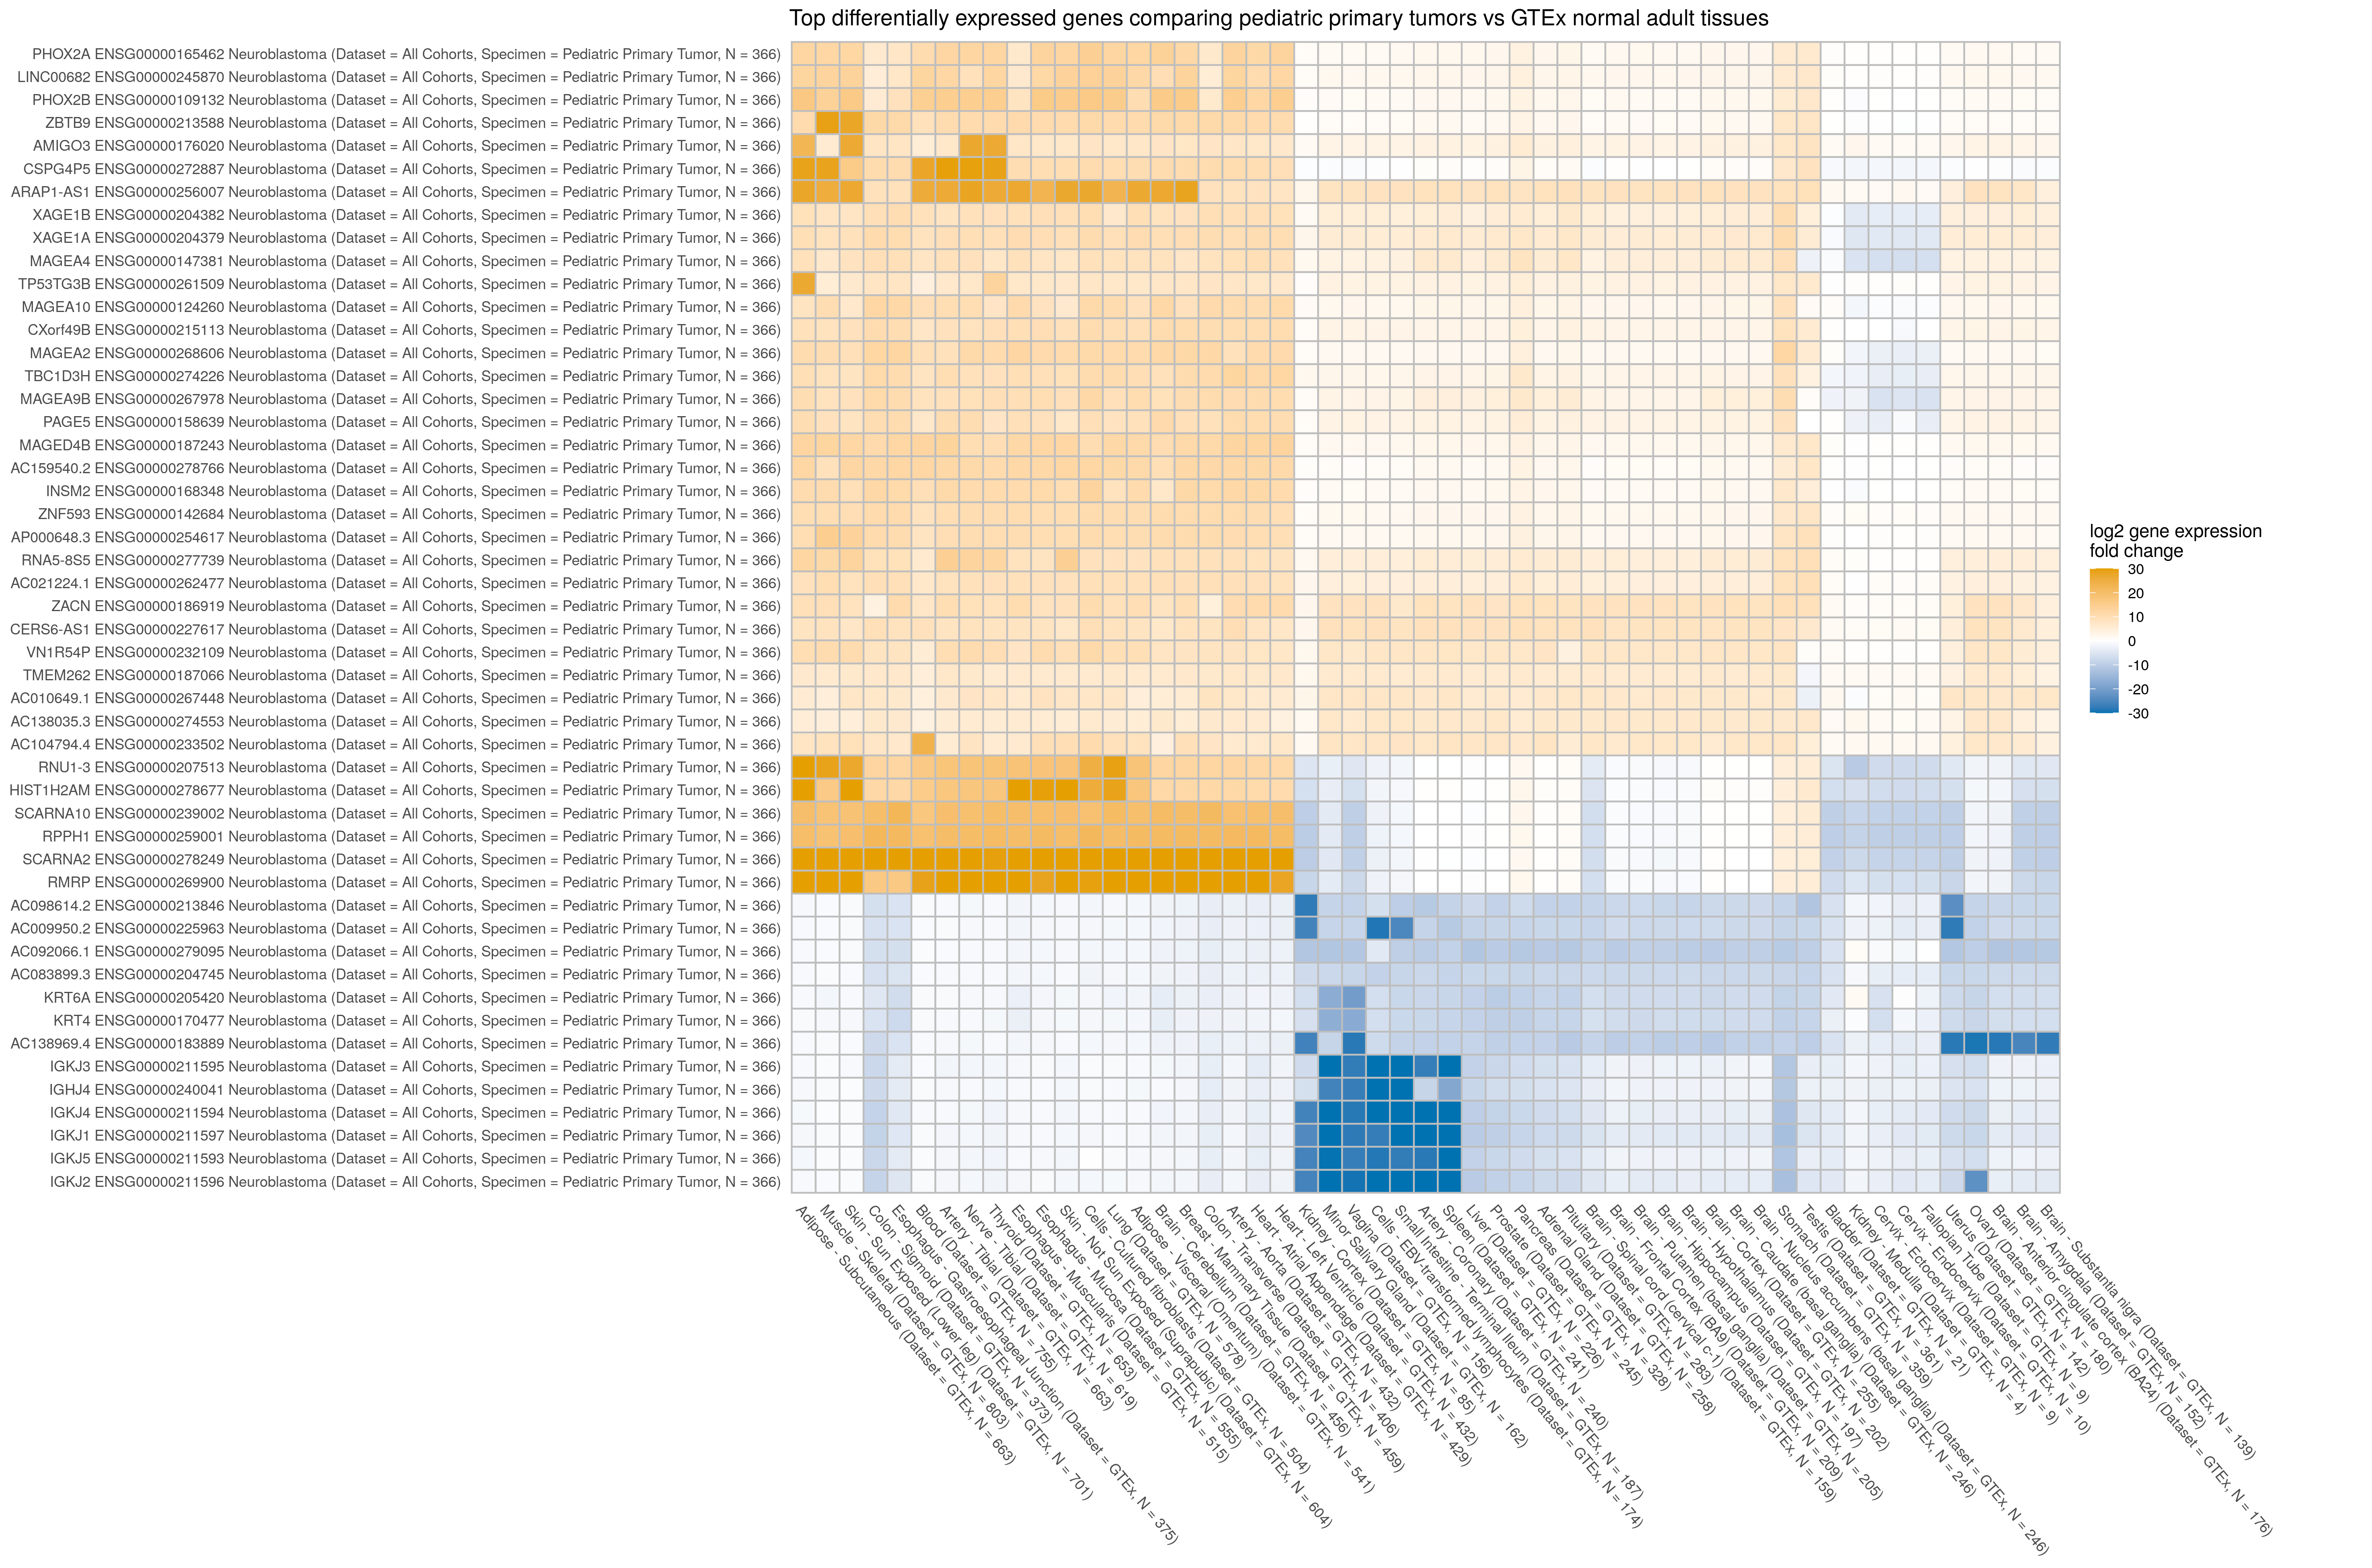 Top differentially expressed genes comparing pediatric primary tumors vs GTEx normal adult tissues
PHOX2A ENSG00000165462 Neuroblastoma (Dataset = All Cohorts, Specimen = Pediatric Primary Tumor, N = 366)
LINC00682 ENSG00000245870 Neuroblastoma (Dataset = All Cohorts, Specimen = Pediatric Primary Tumor, N = 366)
PHOX2B ENSG00000109132 Neuroblastoma (Dataset = All Cohorts, Specimen = Pediatric Primary Tumor, N = 366)
ZBTB9 ENSG00000213588 Neuroblastoma (Dataset = All Cohorts, Specimen = Pediatric Primary Tumor, N = 366)
AMIGO3 ENSG00000176020 Neuroblastoma (Dataset = All Cohorts, Specimen = Pediatric Primary Tumor, N = 366)
CSPG4P5 ENSG00000272887 Neuroblastoma (Dataset = All Cohorts, Specimen = Pediatric Primary Tumor, N = 366)
ARAP1-AS1 ENSG00000256007 Neuroblastoma (Dataset = All Cohorts, Specimen = Pediatric Primary Tumor, N = 366)
XAGE1B ENSG00000204382 Neuroblastoma (Dataset = All Cohorts, Specimen = Pediatric Primary Tumor, N = 366)
XAGE1A ENSG00000204379 Neuroblastoma (Dataset = All Cohorts, Specimen = Pediatric Primary Tumor, N = 366)
MAGEA4 ENSG00000147381 Neuroblastoma (Dataset = All Cohorts, Specimen = Pediatric Primary Tumor, N = 366)
TP53TG3B ENSG00000261509 Neuroblastoma (Dataset = All Cohorts, Specimen = Pediatric Primary Tumor, N = 366)
MAGEA10 ENSG00000124260 Neuroblastoma (Dataset = All Cohorts, Specimen = Pediatric Primary Tumor, N = 366)
CXorf49B ENSG00000215113 Neuroblastoma (Dataset = All Cohorts, Specimen = Pediatric Primary Tumor, N = 366)
MAGEA2 ENSG00000268606 Neuroblastoma (Dataset = All Cohorts, Specimen = Pediatric Primary Tumor, N = 366)
TBC1D3H ENSG00000274226 Neuroblastoma (Dataset = All Cohorts, Specimen = Pediatric Primary Tumor, N = 366)
MAGEA9B ENSG00000267978 Neuroblastoma (Dataset = All Cohorts, Specimen = Pediatric Primary Tumor, N = 366)
PAGE5 ENSG00000158639 Neuroblastoma (Dataset = All Cohorts, Specimen = Pediatric Primary Tumor, N = 366)
MAGED4B ENSG00000187243 Neuroblastoma (Dataset = All Cohorts, Specimen = Pediatric Primary Tumor, N = 366)
AC159540.2 ENSG00000278766 Neuroblastoma (Dataset = All Cohorts, Specimen = Pediatric Primary Tumor, N = 366)
INSM2 ENSG00000168348 Neuroblastoma (Dataset = All Cohorts, Specimen = Pediatric Primary Tumor, N = 366)
ZNF593 ENSG00000142684 Neuroblastoma (Dataset = All Cohorts, Specimen = Pediatric Primary Tumor, N = 366)
AP000648.3 ENSG00000254617 Neuroblastoma (Dataset = All Cohorts, Specimen = Pediatric Primary Tumor, N = 366)
RNA5-8S5 ENSG00000277739 Neuroblastoma (Dataset = All Cohorts, Specimen = Pediatric Primary Tumor, N = 366)
AC021224.1 ENSG00000262477 Neuroblastoma (Dataset = All Cohorts, Specimen = Pediatric Primary Tumor, N = 366)
ZACN ENSG00000186919 Neuroblastoma (Dataset = All Cohorts, Specimen = Pediatric Primary Tumor, N = 366)
CERS6-AS1 ENSG00000227617 Neuroblastoma (Dataset = All Cohorts, Specimen = Pediatric Primary Tumor, N = 366)
VN1R54P ENSG00000232109 Neuroblastoma (Dataset = All Cohorts, Specimen = Pediatric Primary Tumor, N = 366)
TMEM262 ENSG00000187066 Neuroblastoma (Dataset = All Cohorts, Specimen = Pediatric Primary Tumor, N = 366)
AC010649.1 ENSG00000267448 Neuroblastoma (Dataset = All Cohorts, Specimen = Pediatric Primary Tumor, N = 366)
AC138035.3 ENSG00000274553 Neuroblastoma (Dataset = All Cohorts, Specimen = Pediatric Primary Tumor, N = 366)
AC104794.4 ENSG00000233502 Neuroblastoma (Dataset = All Cohorts, Specimen = Pediatric Primary Tumor, N = 366)
RNU1-3 ENSG00000207513 Neuroblastoma (Dataset = All Cohorts, Specimen = Pediatric Primary Tumor, N = 366)
HIST1H2AM ENSG00000278677 Neuroblastoma (Dataset = All Cohorts, Specimen = Pediatric Primary Tumor, N = 366)
SCARNA10 ENSG00000239002 Neuroblastoma (Dataset = All Cohorts, Specimen = Pediatric Primary Tumor, N = 366)
RPPH1 ENSG00000259001 Neuroblastoma (Dataset = All Cohorts, Specimen = Pediatric Primary Tumor, N = 366)
SCARNA2 ENSG00000278249 Neuroblastoma (Dataset = All Cohorts, Specimen = Pediatric Primary Tumor, N = 366)
RMRP ENSG00000269900 Neuroblastoma (Dataset = All Cohorts, Specimen = Pediatric Primary Tumor, N = 366)
AC098614.2 ENSG00000213846 Neuroblastoma (Dataset = All Cohorts, Specimen = Pediatric Primary Tumor, N = 366)
AC009950.2 ENSG00000225963 Neuroblastoma (Dataset = All Cohorts, Specimen = Pediatric Primary Tumor, N = 366)
AC092066.1 ENSG00000279095 Neuroblastoma (Dataset = All Cohorts, Specimen = Pediatric Primary Tumor, N = 366)
AC083899.3 ENSG00000204745 Neuroblastoma (Dataset = All Cohorts, Specimen = Pediatric Primary Tumor, N = 366)
KRT6A ENSG00000205420 Neuroblastoma (Dataset = All Cohorts, Specimen = Pediatric Primary Tumor, N = 366)
KRT4 ENSG00000170477 Neuroblastoma (Dataset = All Cohorts, Specimen = Pediatric Primary Tumor, N = 366)
AC138969.4 ENSG00000183889 Neuroblastoma (Dataset = All Cohorts, Specimen = Pediatric Primary Tumor, N = 366)
IGKJ3 ENSG00000211595 Neuroblastoma (Dataset = All Cohorts, Specimen = Pediatric Primary Tumor, N = 366)
IGHJ4 ENSG00000240041 Neuroblastoma (Dataset = All Cohorts, Specimen = Pediatric Primary Tumor, N = 366)
IGKJ4 ENSG00000211594 Neuroblastoma (Dataset = All Cohorts, Specimen = Pediatric Primary Tumor, N = 366)
IGKJ1 ENSG00000211597 Neuroblastoma (Dataset = All Cohorts, Specimen = Pediatric Primary Tumor, N = 366)
IGKJ5 ENSG00000211593 Neuroblastoma (Dataset = All Cohorts, Specimen = Pediatric Primary Tumor, N = 366)
IGKJ2 ENSG00000211596 Neuroblastoma (Dataset = All Cohorts, Specimen = Pediatric Primary Tumor, N = 366)
log2 gene expression
fold change
30
20
10
0
-10
-20
-30
Adipose - Subcutaneous (Dataset = GTEx, N = 663)
Muscle - Skeletal (Dataset = GTEx, N = 803)
Skin - Sun Exposed (Lower leg) (Dataset = GTEx, N = 701)
Colon - Sigmoid (Dataset = GTEx, N = 373)
Esophagus - Gastroesophageal Junction (Dataset = GTEx, N = 375)
Blood (Dataset = GTEx, N = 755)
Artery - Tibial (Dataset = GTEx, N = 663)
Nerve - Tibial (Dataset = GTEx, N = 619)
Thyroid (Dataset = GTEx, N = 653)
Esophagus - Muscularis (Dataset = GTEx, N = 515)
Esophagus - Mucosa (Dataset = GTEx, N = 555)
Skin - Not Sun Exposed (Suprapubic) (Dataset = GTEx, N = 604)
Cells - Cultured fibroblasts (Dataset = GTEx, N = 504)
Lung (Dataset = GTEx, N = 578)
Adipose - Visceral (Omentum) (Dataset = GTEx, N = 541)
Brain - Cerebellum (Dataset = GTEx, N = 456)
Breast - Mammary Tissue (Dataset = GTEx, N = 459)
Colon - Transverse (Dataset = GTEx, N = 406)
Artery - Aorta (Dataset = GTEx, N = 432)
Heart - Atrial Appendage (Dataset = GTEx, N = 429)
Heart - Left Ventricle (Dataset = GTEx, N = 432)
Kidney - Cortex (Dataset = GTEx, N = 85)
Minor Salivary Gland (Dataset = GTEx, N = 162)
Vagina (Dataset = GTEx, N = 156)
Cells - EBV-transformed lymphocytes (Dataset = GTEx, N = 174)
Small Intestine - Terminal Ileum (Dataset = GTEx, N = 187)
Artery - Coronary (Dataset = GTEx, N = 240)
Spleen (Dataset = GTEx, N = 241)
Liver (Dataset = GTEx, N = 226)
Prostate (Dataset = GTEx, N = 245)
Pancreas (Dataset = GTEx, N = 328)
Adrenal Gland (Dataset = GTEx, N = 258)
Pituitary (Dataset = GTEx, N = 283)
Brain - Spinal cord (cervical c-1) (Dataset = GTEx, N = 159)
Brain - Frontal Cortex (BA9) (Dataset = GTEx, N = 209)
Brain - Putamen (basal ganglia) (Dataset = GTEx, N = 205)
Brain - Hippocampus (Dataset = GTEx, N = 197)
Brain - Hypothalamus (Dataset = GTEx, N = 202)
Brain - Cortex (Dataset = GTEx, N = 255)
Brain - Caudate (basal ganglia) (Dataset = GTEx, N = 246)
Brain - Nucleus accumbens (basal ganglia) (Dataset = GTEx, N = 246)
Stomach (Dataset = GTEx, N = 359)
Testis (Dataset = GTEx, N = 361)
Bladder (Dataset = GTEx, N = 21)
Kidney - Medulla (Dataset = GTEx, N = 4)
Cervix - Ectocervix (Dataset = GTEx, N = 9)
Cervix - Endocervix (Dataset = GTEx, N = 10)
Fallopian Tube (Dataset = GTEx, N = 9)
Uterus (Dataset = GTEx, N = 142)
Ovary (Dataset = GTEx, N = 180)
Brain - Anterior cingulate cortex (BA24) (Dataset = GTEx, N = 176)
Brain - Amygdala (Dataset = GTEx, N = 152)
Brain - Substantia nigra (Dataset = GTEx, N = 139)